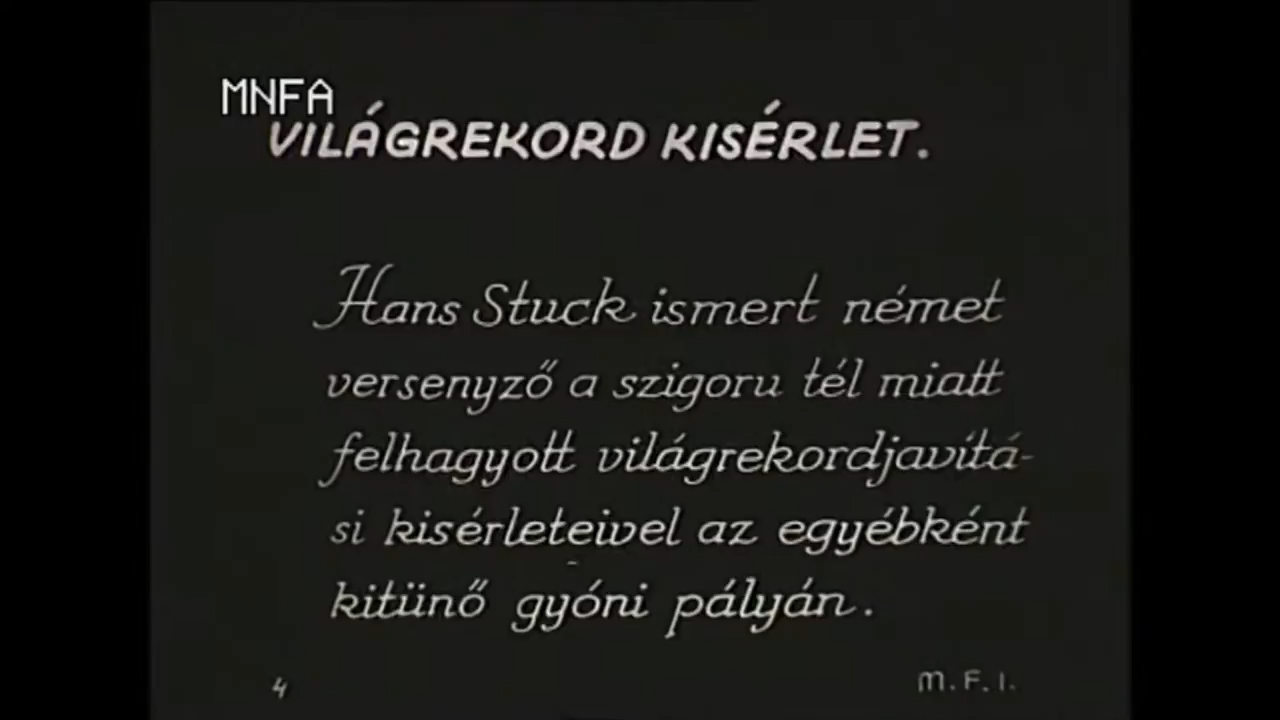 MNFA
VILÁGREKORD KISÉRLET.
Hans Stuck ismert német
versenyző a szigoru tél miatt
felhagyott világrekordjavítá-
si kisérleteivel az egyébként
kitünő gyóni pályán.
4
M.F.I.